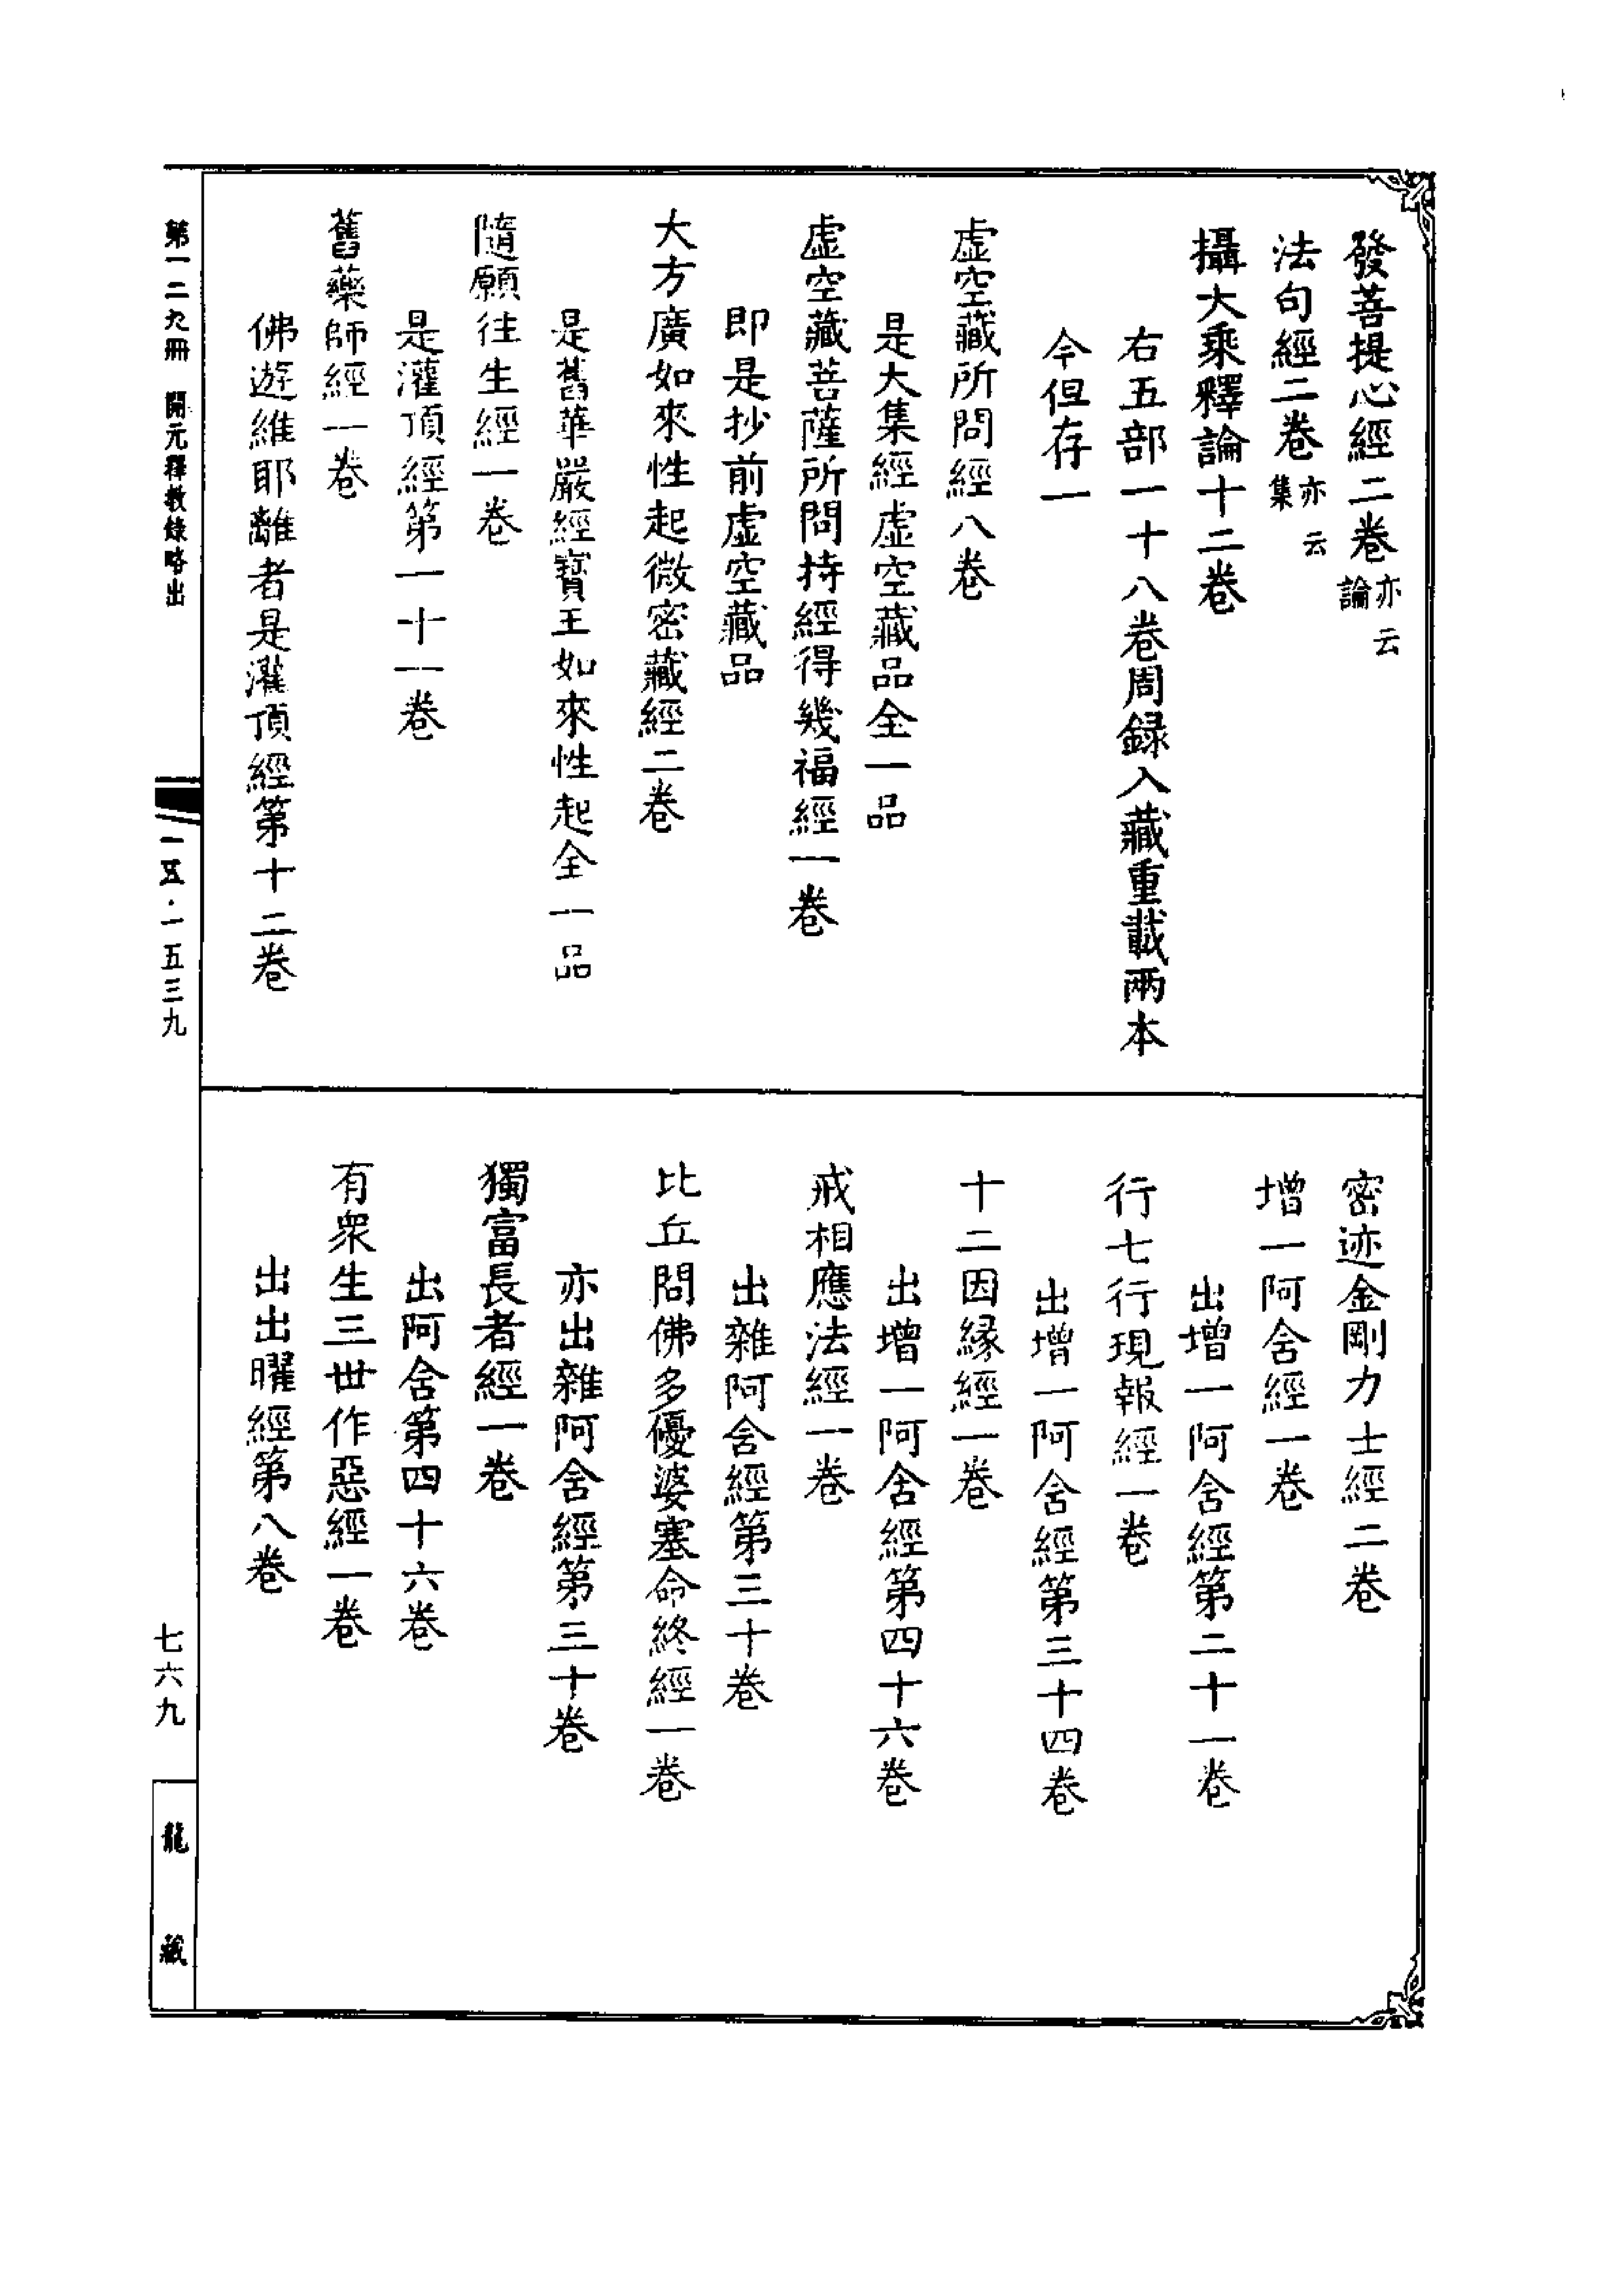 發菩提心經二卷亦云論
法句經二卷亦云集
攝大乘釋論十二卷
右五部一十八卷周録入藏重載兩本
今但存一
虚空藏所問經八卷
是大集經虚空藏品全一品
虚空藏菩薩所問持經得幾福經一卷
即是抄前虚空藏品
大方廣如來性起微密藏經二卷
是舊華嚴經寳王如來性起全一品
隨願往生經一卷
是灌頂經第一十一卷
舊藥師經一卷
佛遊維耶離者是灌頂經第十二卷
密迹金剛力士經二卷
增一阿含經一卷
出增一阿含經第二十一卷
行七行現報經一卷
出增一阿含經第三十四卷
十二因縁經一卷
出增一阿含經第四十六卷
戒相應法經一卷
出雜阿含經第三十卷
比丘問佛多優婆塞命終經一卷
亦出雜阿含經第三十卷
獨富長者經一卷
出阿含第四十六卷
有衆生三世作惡經一卷
出出曜經第八卷
第一二九冊 開元釋教錄略出
一五·一五三九
七六九
龍藏